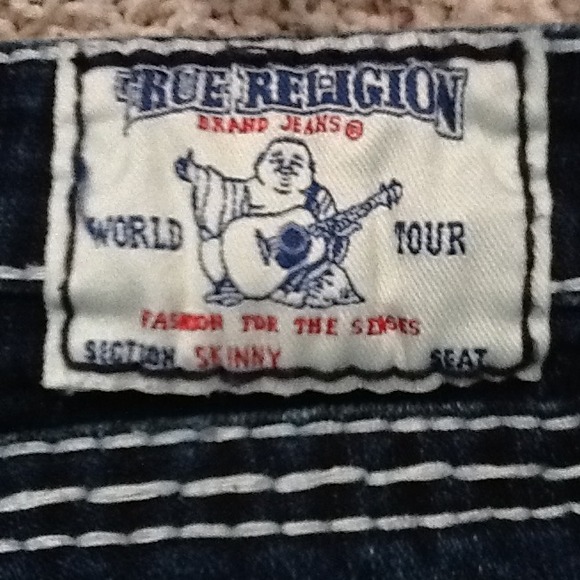 TRUE RELIGION
BRAND JEANS®
WORLD TOUR
FASHION FOR THE SENSES
SECTION SKINNY SEAT